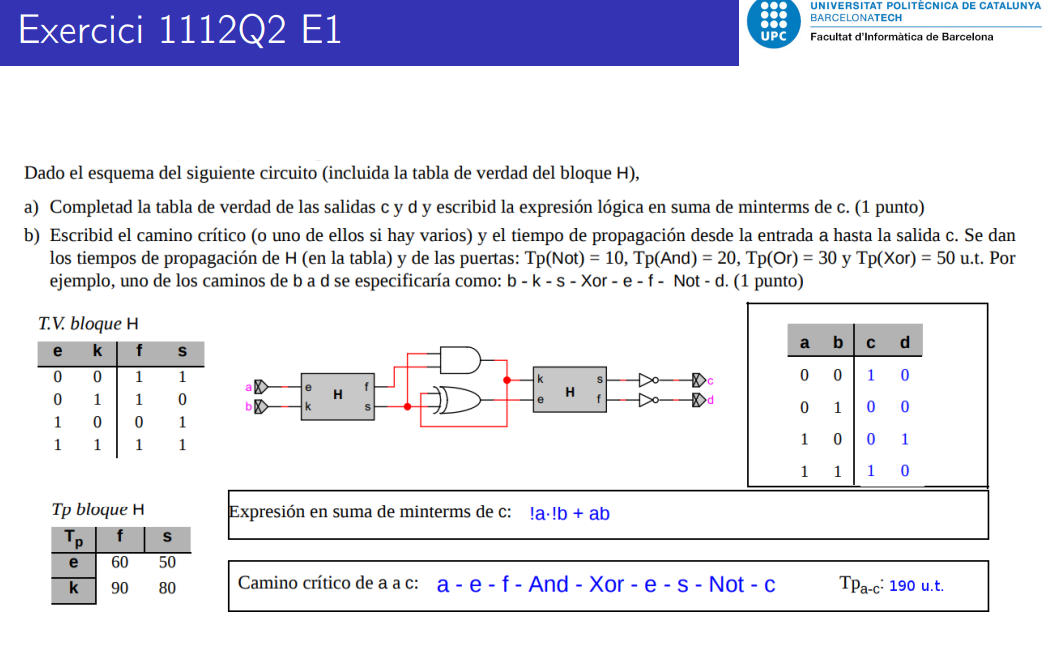 Exercici 1112Q2 E1
UNIVERSITAT POLITÈCNICA DE CATALUNYA
BARCELONATECH
UPC
Facultat d'Informàtica de Barcelona
Dado el esquema del siguiente circuito (incluida la tabla de verdad del bloque H),
a) Completad la tabla de verdad de las salidas c y d y escribid la expresión lógica en suma de minterms de c. (1 punto)
b) Escribid el camino crítico (o uno de ellos si hay varios) y el tiempo de propagación desde la entrada a hasta la salida c. Se dan
los tiempos de propagación de H (en la tabla) y de las puertas: Tp(Not) = 10, Tp(And) = 20, Tp(Or) = 30 y Tp(Xor) = 50 u.t. Por
ejemplo, uno de los caminos de b a d se especificaría como: b - k - s - Xor - e - f - Not - d. (1 punto)
T.V. bloque H
e k f s
0 0 1 1
0 1 1 0
1 0 0 1
1 1 1 1
a
b
e
k
H
f
s
k
e
H
s
f
c
d
a b c d
0 0 1 0
0 1 0 0
1 0 0 1
1 1 1 0
Tp bloque H
Tp f s
e 60 50
k 90 80
Expresión en suma de minterms de c: !a·!b + ab
Camino crítico de a a c: a - e - f - And - Xor - e - s - Not - c Tpa-c: 190 u.t.